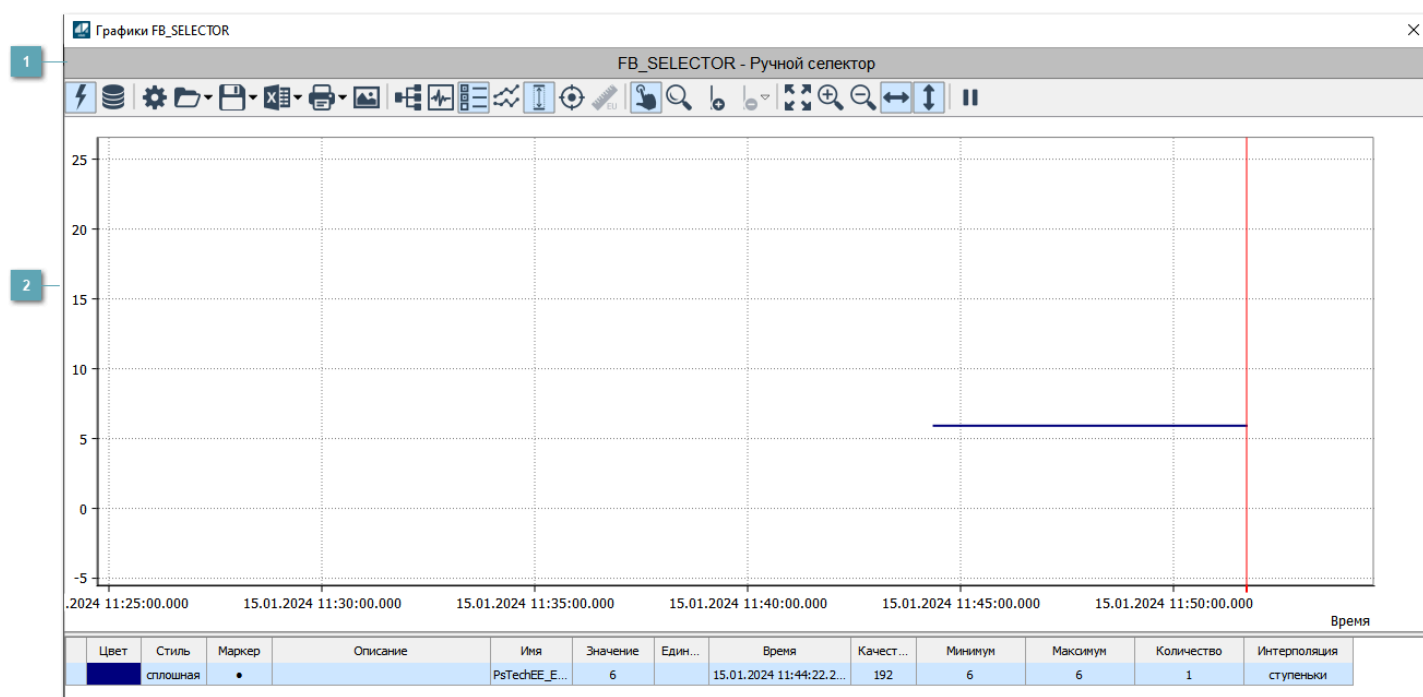 Графики FB_SELECTOR
1
FB_SELECTOR - Ручной селектор
EU
25
20
2
15
10
5
0
-5
.2024 11:25:00.000 15.01.2024 11:30:00.000 15.01.2024 11:35:00.000 15.01.2024 11:40:00.000 15.01.2024 11:45:00.000 15.01.2024 11:50:00.000
Время
Цвет Стиль Маркер Описание Имя Значение Един... Время Качест... Минимум Максимум Количество Интерполяция
сплошная PsTechEE_E... 6 15.01.2024 11:44:22.2... 192 6 6 1 ступеньки